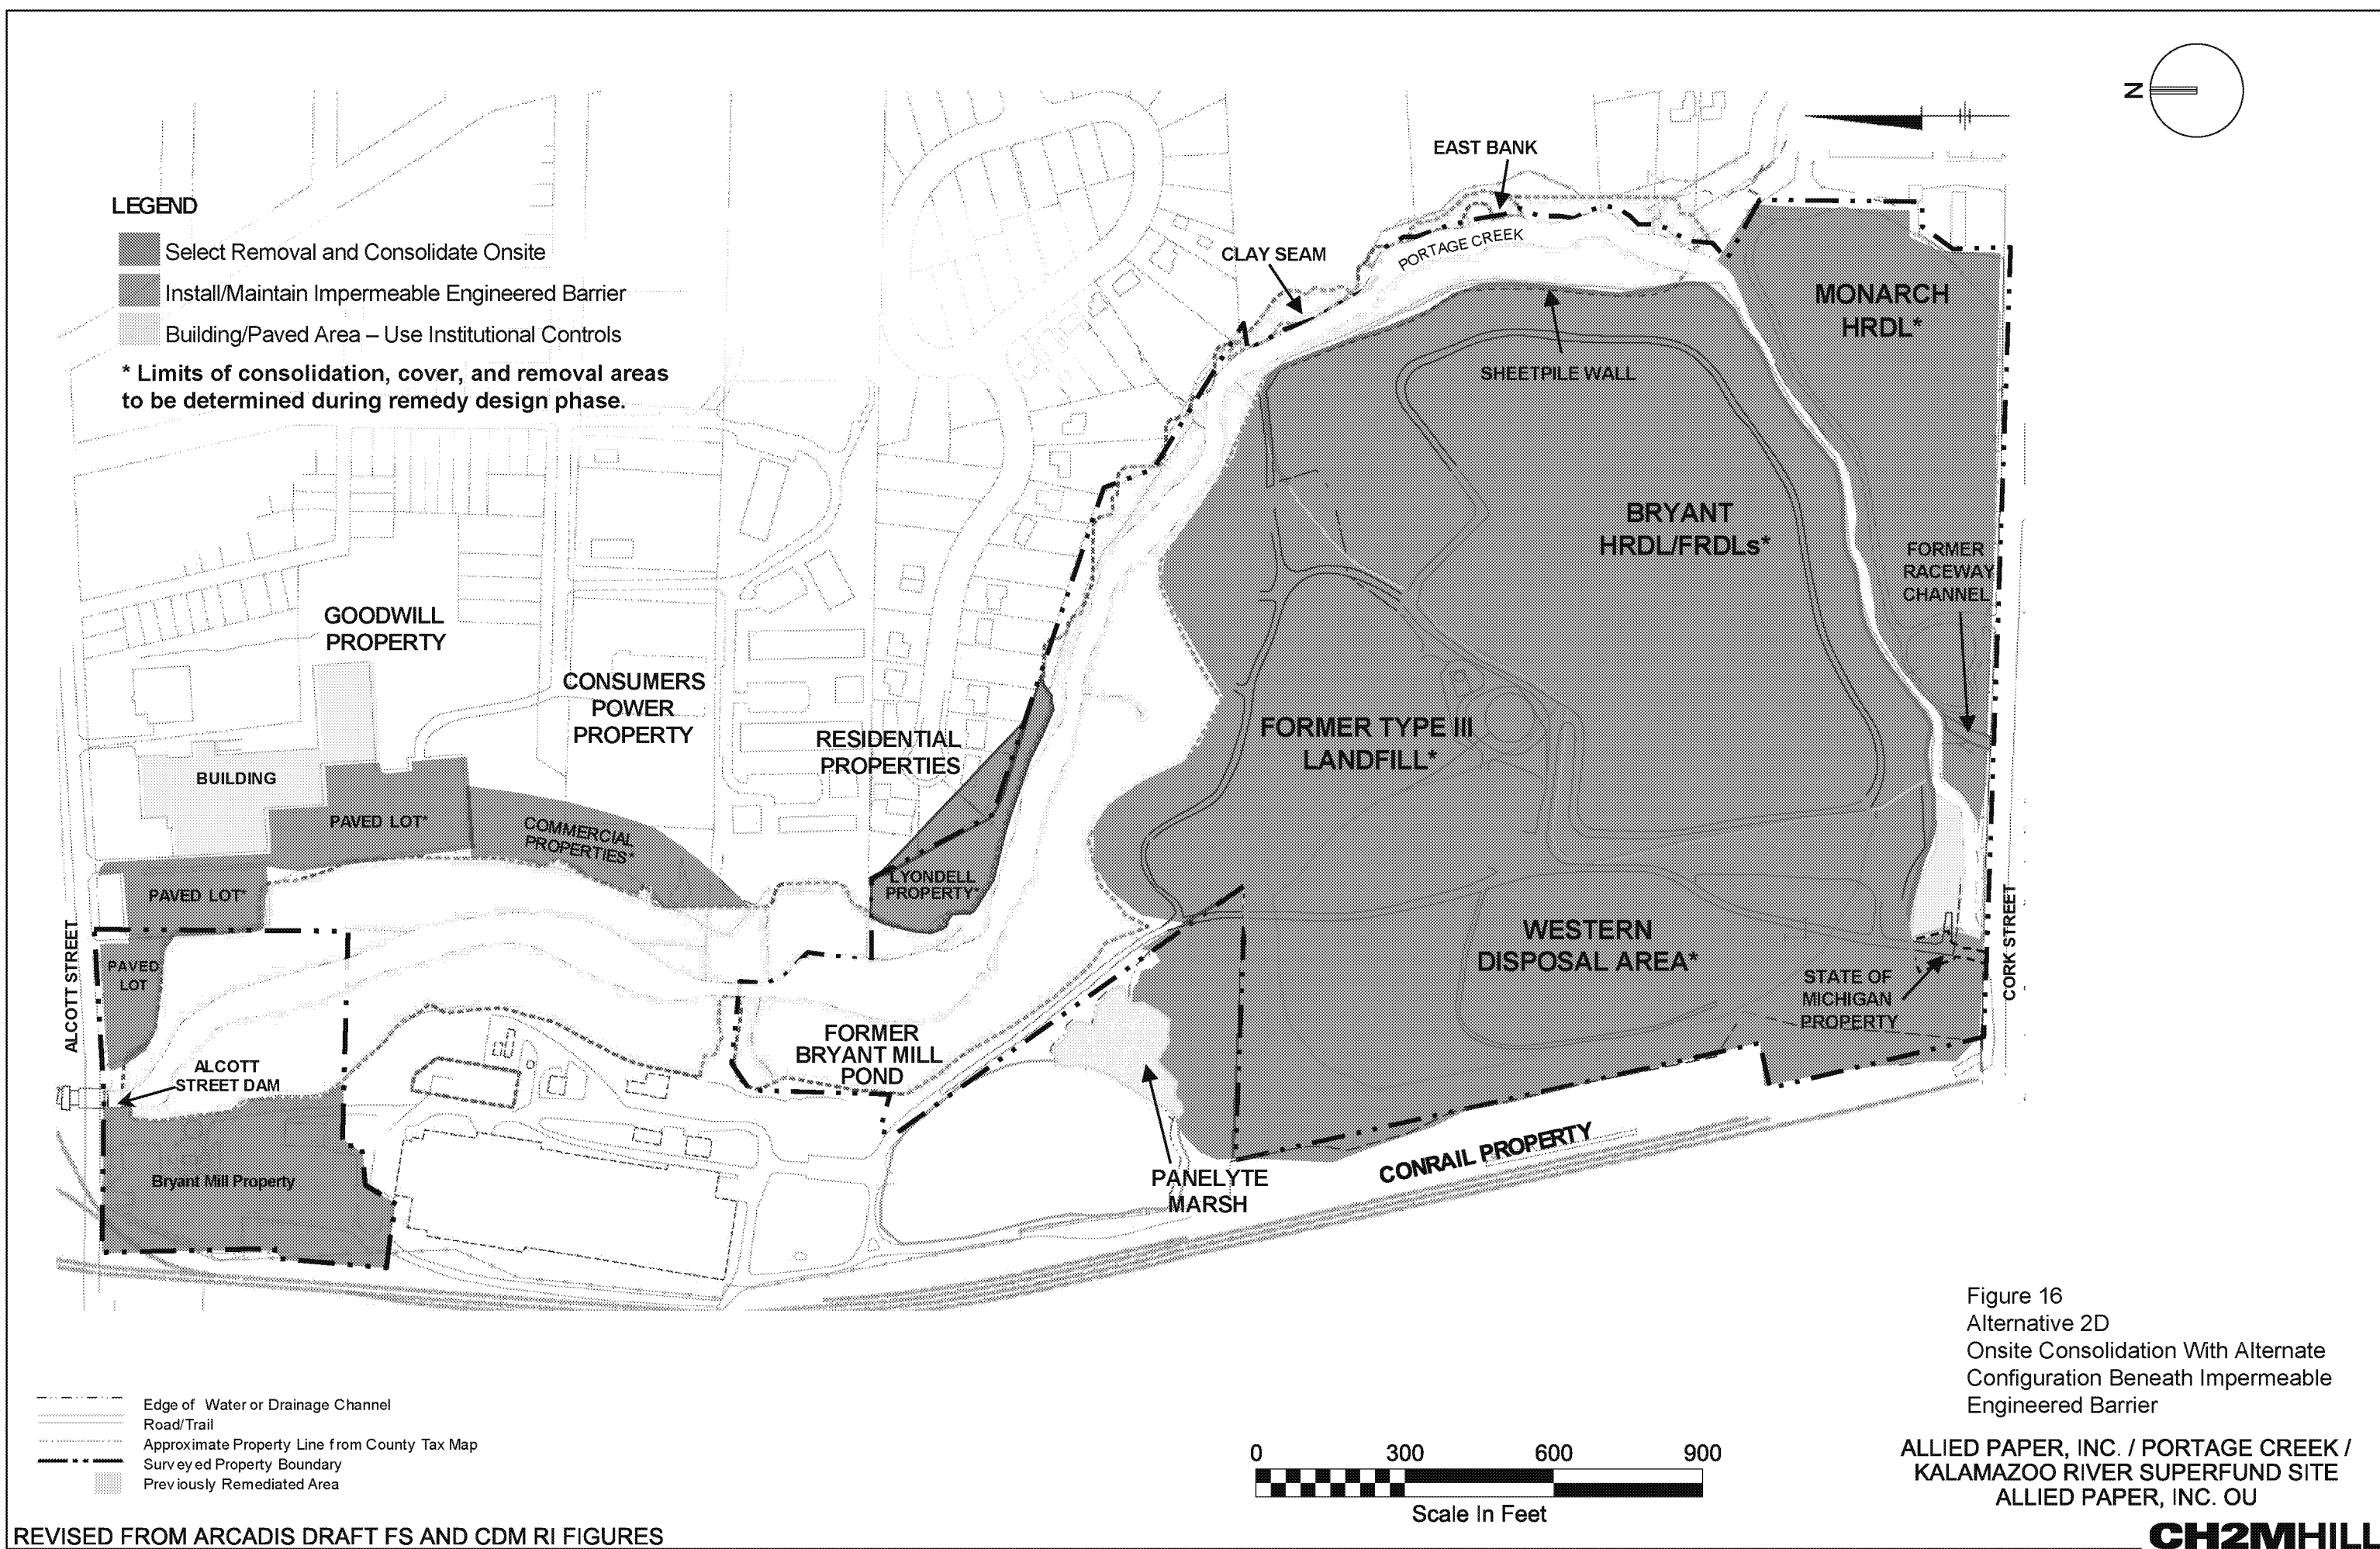 N
EAST BANK
PORTAGE CREEK
CLAY SEAM
LEGEND
Select Removal and Consolidate Onsite
Install/Maintain Impermeable Engineered Barrier
Building/Paved Area – Use Institutional Controls
* Limits of consolidation, cover, and removal areas
to be determined during remedy design phase.
MONARCH
HRDL*
SHEETPILE WALL
BRYANT
HRDL/FRDLs*
FORMER
RACEWAY
CHANNEL
GOODWILL
PROPERTY
CONSUMERS
POWER
PROPERTY
RESIDENTIAL
PROPERTIES
FORMER TYPE III
LANDFILL*
BUILDING
PAVED LOT*
COMMERCIAL
PROPERTIES*
PAVED LOT*
LYONDELL
PROPERTY*
ALCOTT STREET
PAVED
LOT
WESTERN
DISPOSAL AREA*
STATE OF
MICHIGAN
PROPERTY
CORK STREET
ALCOTT
STREET DAM
FORMER
BRYANT MILL
POND
Bryant Mill Property
PANELYTE
MARSH
CONRAIL PROPERTY
Figure 16
Alternative 2D
Onsite Consolidation With Alternate
Configuration Beneath Impermeable
Engineered Barrier
Edge of Water or Drainage Channel
Road/Trail
Approximate Property Line from County Tax Map
Surveyed Property Boundary
Previously Remediated Area
0 300 600 900
Scale In Feet
ALLIED PAPER, INC. / PORTAGE CREEK /
KALAMAZOO RIVER SUPERFUND SITE
ALLIED PAPER, INC. OU
REVISED FROM ARCADIS DRAFT FS AND CDM RI FIGURES
CH2MHILL